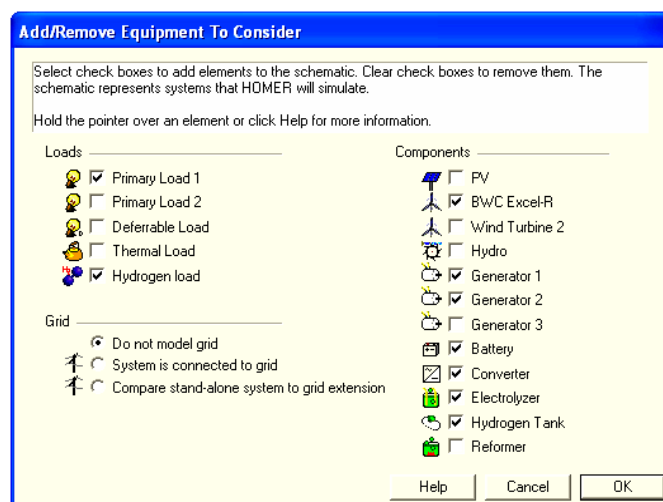 Add/Remove Equipment To Consider
Select check boxes to add elements to the schematic. Clear check boxes to remove them. The
schematic represents systems that HOMER will simulate.
Hold the pointer over an element or click Help for more information.
Loads
Primary Load 1
Primary Load 2
Deferrable Load
Thermal Load
Hydrogen load
Grid
Do not model grid
System is connected to grid
Compare stand-alone system to grid extension
Components
PV
BWC Excel-R
Wind Turbine 2
Hydro
Generator 1
Generator 2
Generator 3
Battery
Converter
Electrolyzer
Hydrogen Tank
Reformer
Help
Cancel
OK